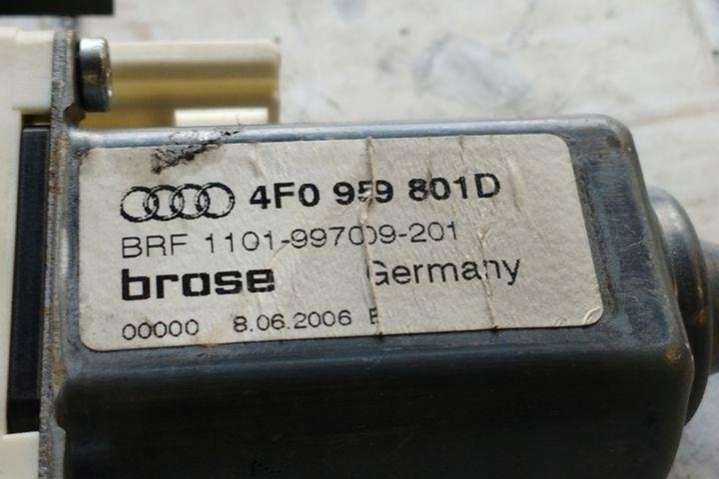 4F0 959 801D
BRF 1101-997009-201
brose Germany
00000 8.06.2006